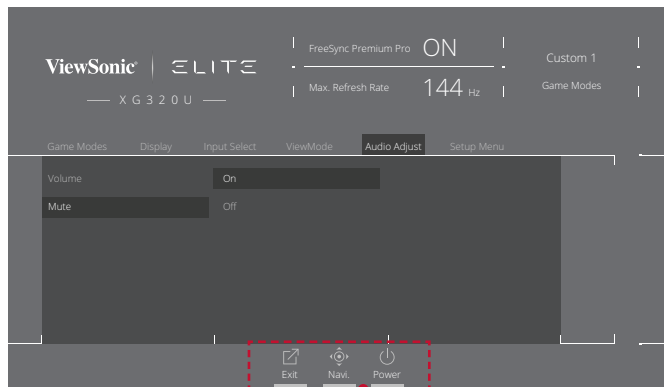 ViewSonic® ELITE
XG320U
FreeSync Premium Pro ON
Max. Refresh Rate 144 Hz
Custom 1
Game Modes
Game Modes Display Input Select ViewMode Audio Adjust Setup Menu
Volume On
Mute Off
Exit Navi. Power